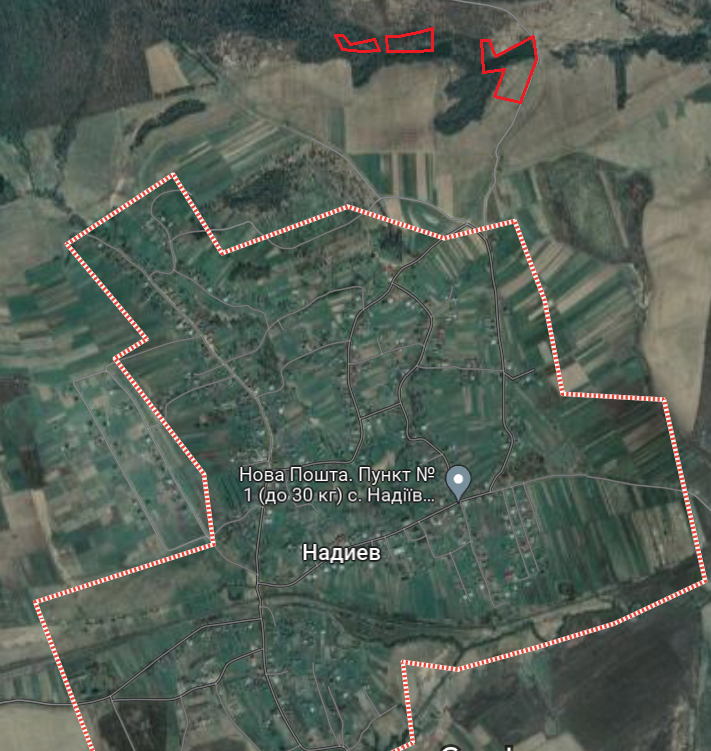 Нова Пошта. Пункт №
1 (до 30 кг) с. Надіїв...
Надиев